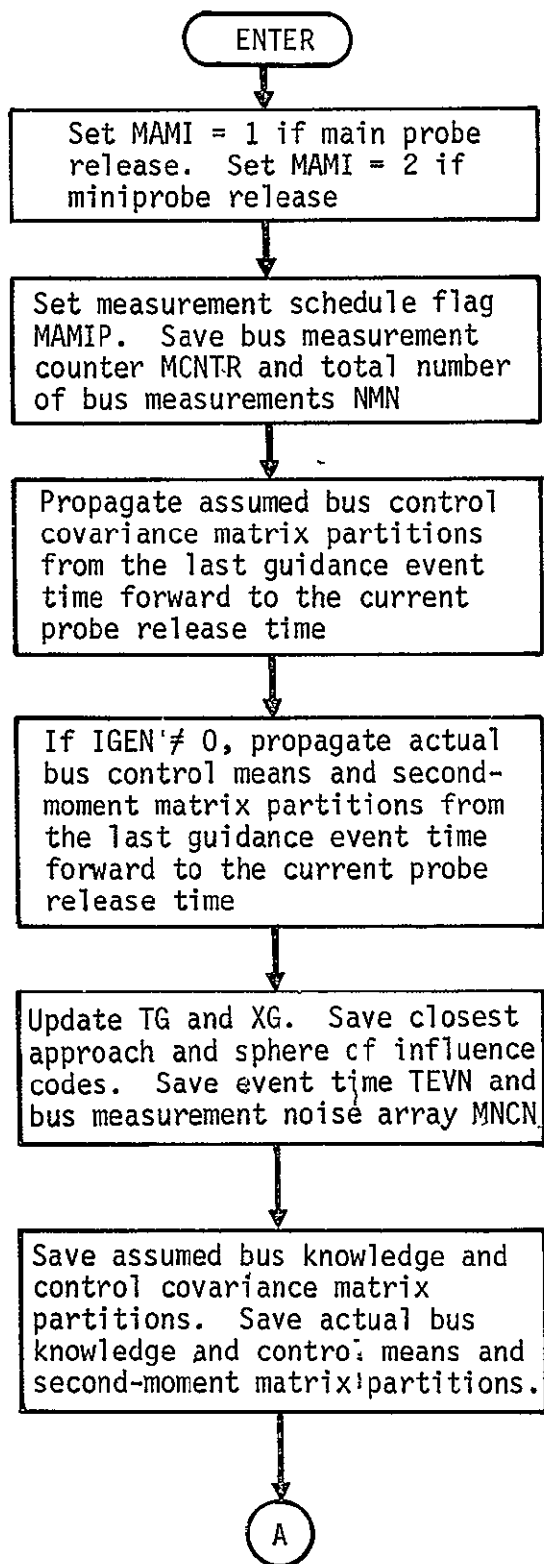 ENTER
Set MAMI = 1 if main probe
release. Set MAMI = 2 if
miniprobe release
Set measurement schedule flag
MAMIP. Save bus measurement
counter MCNTR and total number
of bus measurements NMN
Propagate assumed bus control
covariance matrix partitions
from the last guidance event
time forward to the current
probe release time
If IGEN ≠ 0, propagate actual
bus control means and second-
moment matrix partitions from
the last guidance event time
forward to the current probe
release time
Update TG and XG. Save closest
approach and sphere of influence
codes. Save event time TEVN and
bus measurement noise array MNCN
Save assumed bus knowledge and
control covariance matrix
partitions. Save actual bus
knowledge and control means and
second-moment matrix partitions.
A